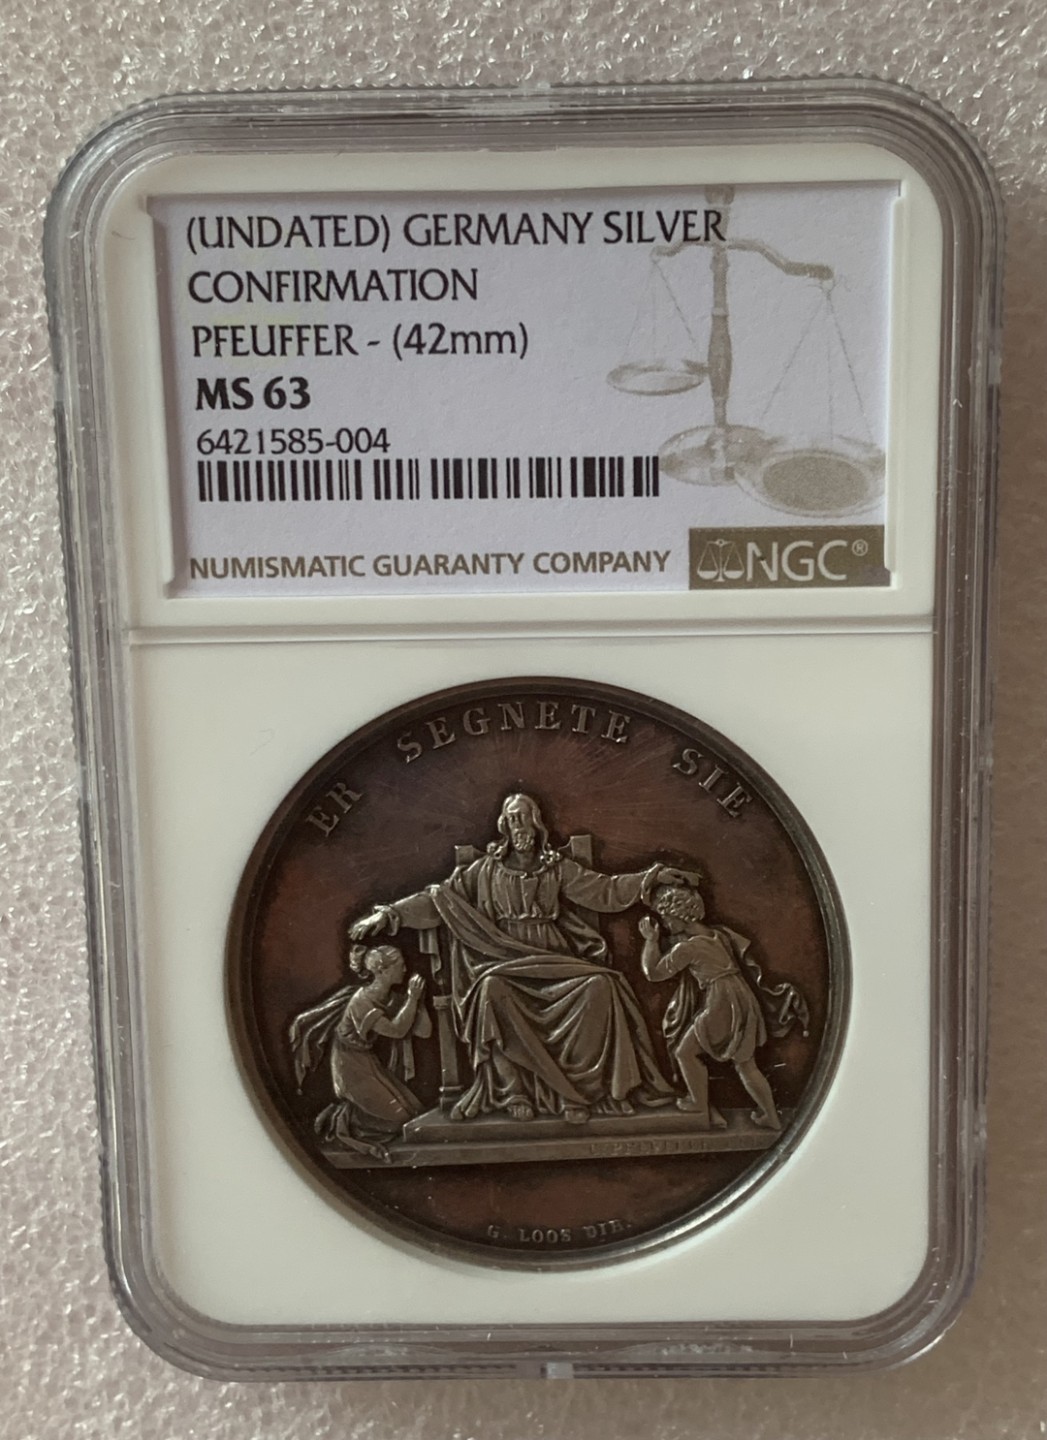 (UNDATED) GERMANY SILVER
CONFIRMATION
PFEUFFER - (42mm)
MS 63
6421585-004
NUMISMATIC GUARANTY COMPANY
NGC®
ER SEGNETE SIE
G. LOOS DIR.